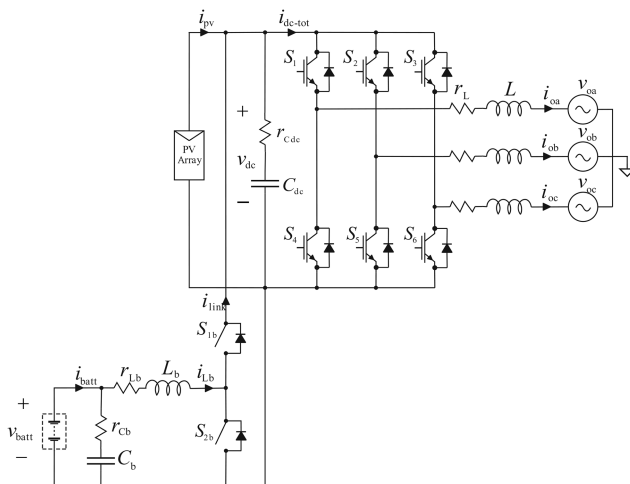 i_pv
i_dc-tot
S_1
S_2
S_3
r_L
L
i_oa
v_oa
+
r_Cdc
PV
Array
v_dc
i_ob
v_ob
C_dc
−
i_oc
v_oc
S_4
S_5
S_6
i_link
S_1b
i_batt
r_Lb
L_b
i_Lb
+
v_batt
r_Cb
S_2b
−
C_b